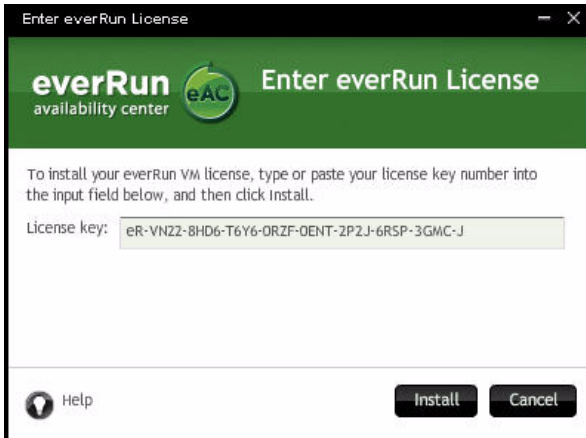 Enter everRun License
everRun
availability center
eAC
Enter everRun License
To install your everRun VM license, type or paste your license key number into
the input field below, and then click Install.
License key: eR-VN22-8HD6-T6Y6-0RZF-0ENT-2P2J-6RSP-3GMC-J
Help
Install
Cancel